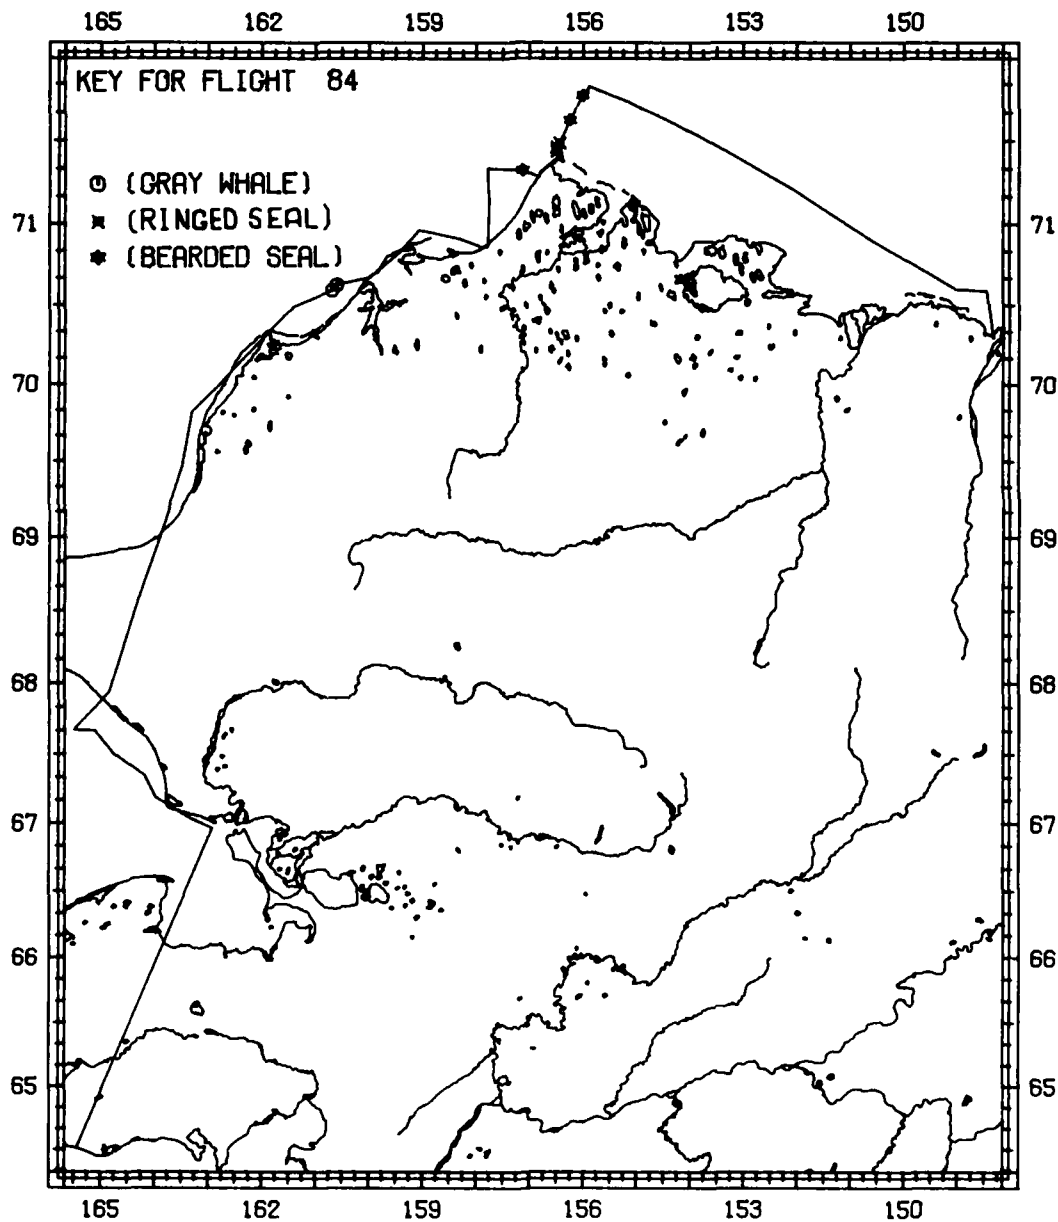 165 162 159 156 153 150
KEY FOR FLIGHT 84
(GRAY WHALE)
(RINGED SEAL)
(BEARDED SEAL)
71 71
70 70
69 69
68 68
67 67
66 66
65 65
165 162 159 156 153 150